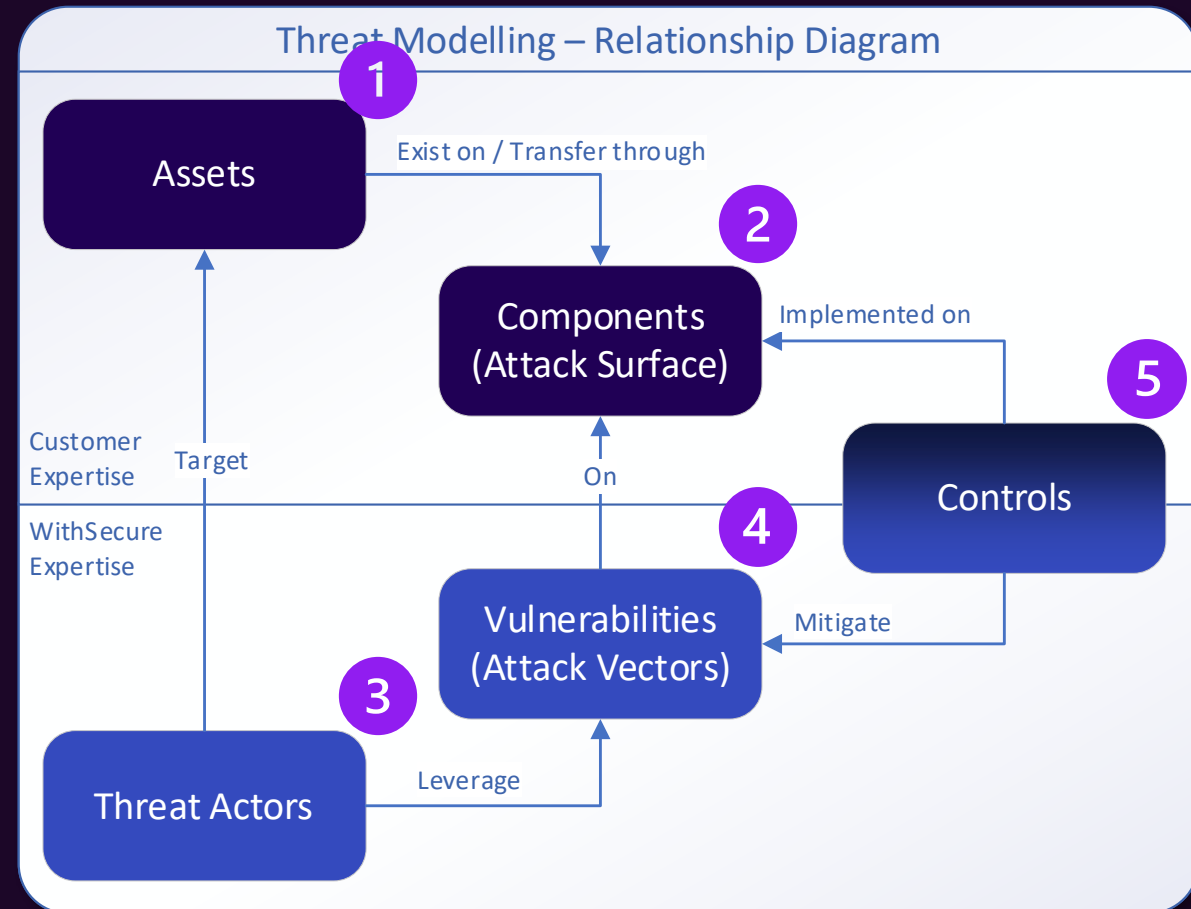 Threat Modelling – Relationship Diagram
1
Assets
Exist on / Transfer through
2
Components
(Attack Surface)
Implemented on
5
Controls
Customer
Expertise
Target
On
WithSecure
Expertise
4
Vulnerabilities
(Attack Vectors)
Mitigate
3
Threat Actors
Leverage